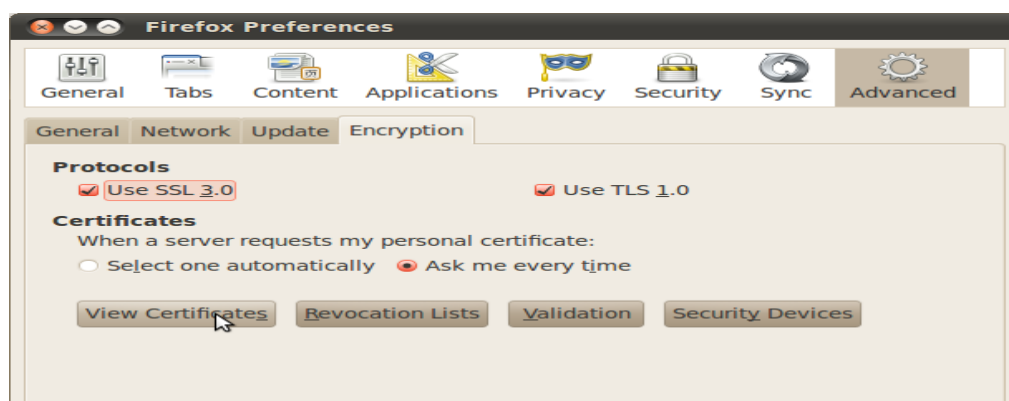 Firefox Preferences
General Tabs Content Applications Privacy Security Sync Advanced
General Network Update Encryption
Protocols
Use SSL 3.0 Use TLS 1.0
Certificates
When a server requests my personal certificate:
Select one automatically Ask me every time
View Certificates Revocation Lists Validation Security Devices